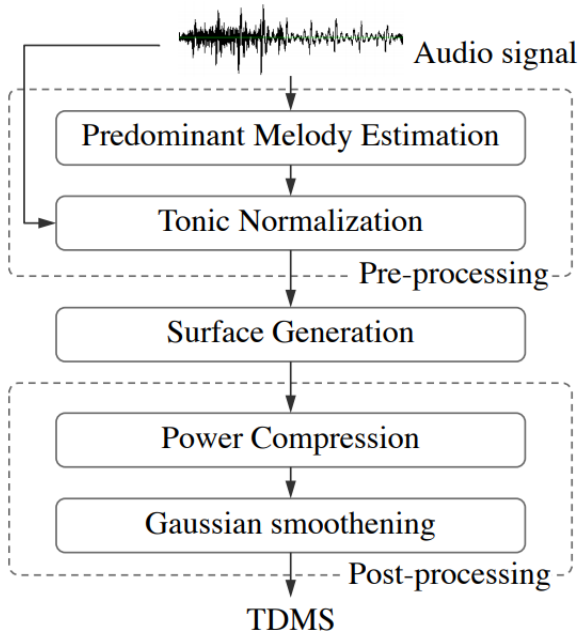 Audio signal
Predominant Melody Estimation
Tonic Normalization
Pre-processing
Surface Generation
Power Compression
Gaussian smoothening
Post-processing
TDMS